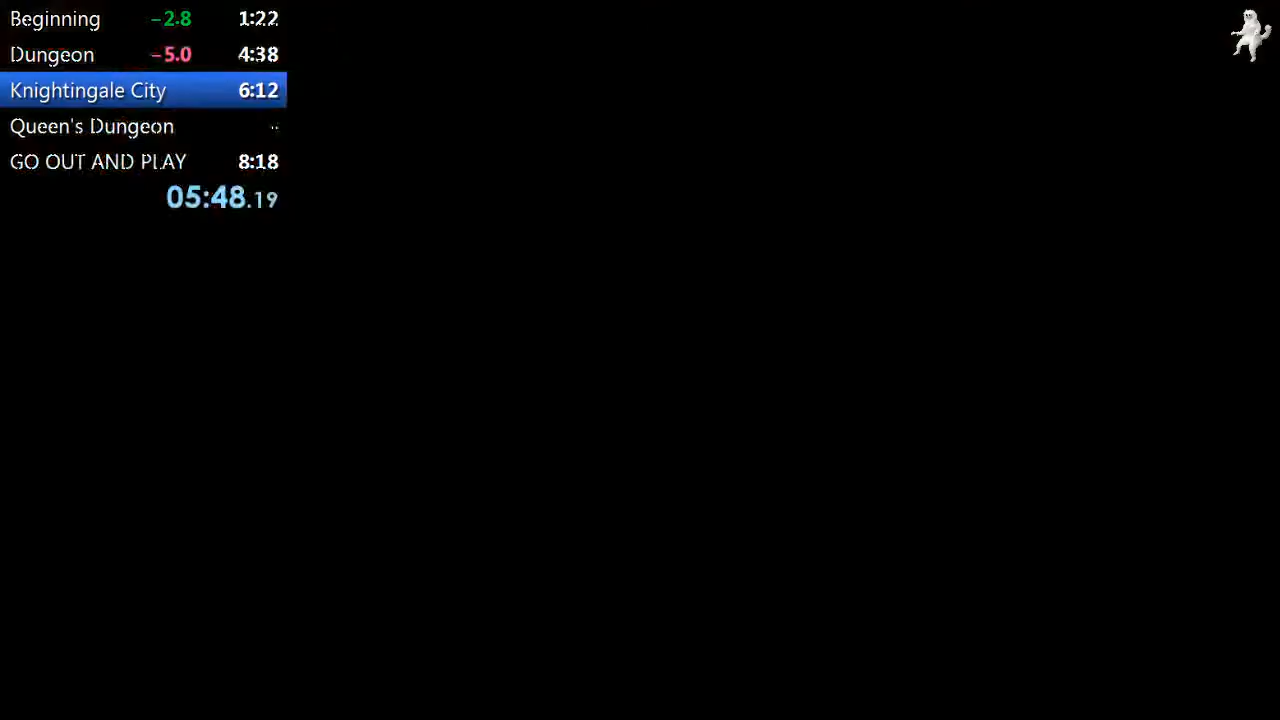 Beginning −2.8 1:22
Dungeon −5.0 4:38
Knightingale City 6:12
Queen's Dungeon --
GO OUT AND PLAY 8:18
05:48.19